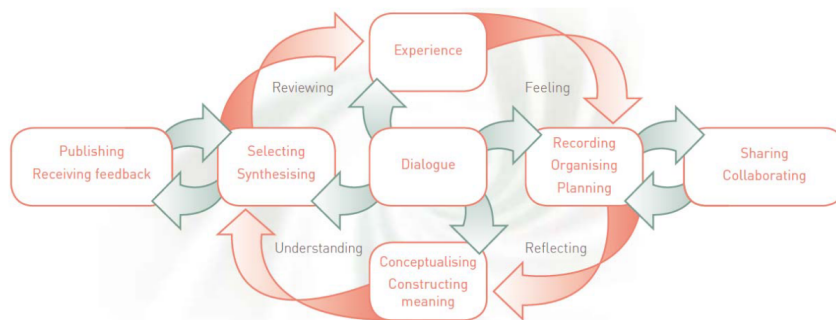 Experience
Reviewing
Feeling
Publishing
Receiving feedback
Selecting
Synthesising
Dialogue
Recording
Organising
Planning
Sharing
Collaborating
Understanding
Reflecting
Conceptualising
Constructing
meaning